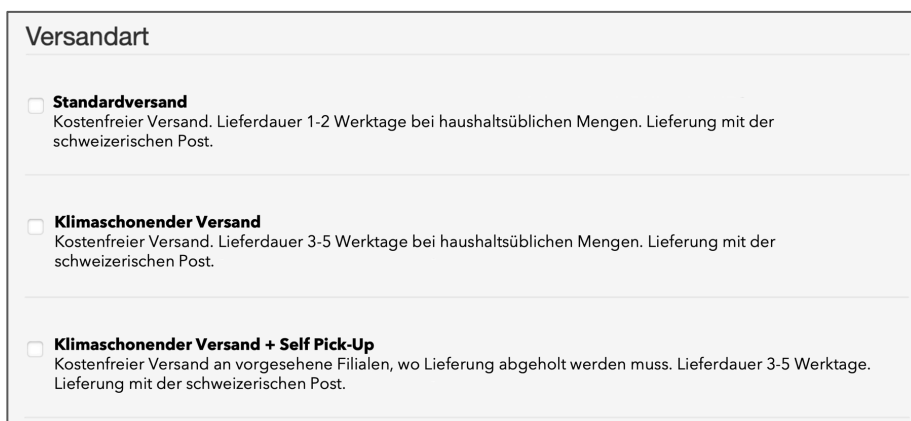 Versandart
Standardversand
Kostenfreier Versand. Lieferdauer 1-2 Werktage bei haushaltsüblichen Mengen. Lieferung mit der
schweizerischen Post.
Klimaschonender Versand
Kostenfreier Versand. Lieferdauer 3-5 Werktage bei haushaltsüblichen Mengen. Lieferung mit der
schweizerischen Post.
Klimaschonender Versand + Self Pick-Up
Kostenfreier Versand an vorgesehene Filialen, wo Lieferung abgeholt werden muss. Lieferdauer 3-5 Werktage.
Lieferung mit der schweizerischen Post.